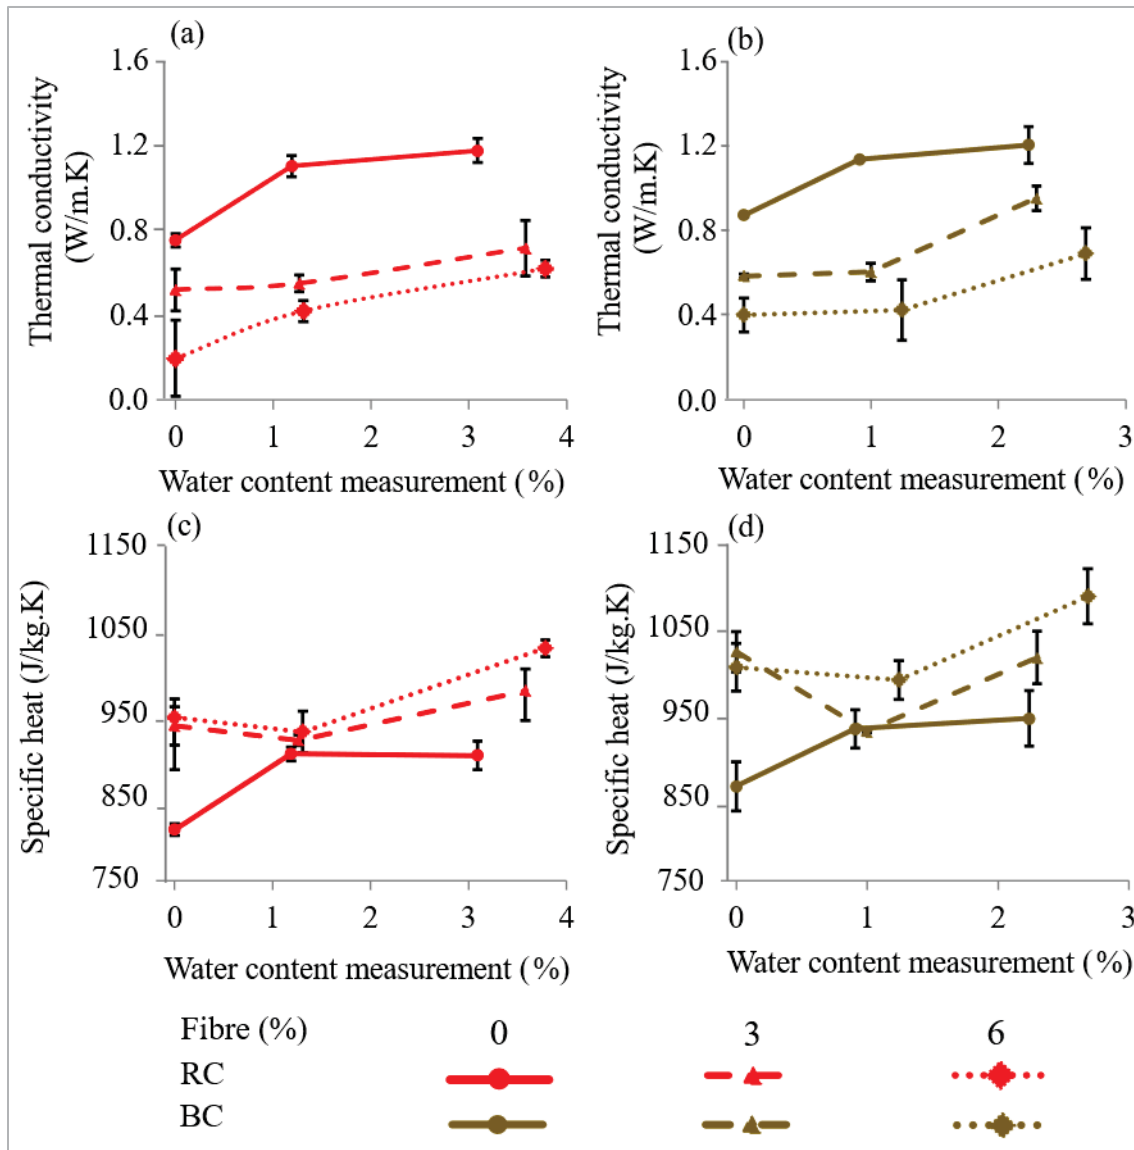 (a)
Thermal conductivity
(W/m.K)
1.6
1.2
0.8
0.4
0.0
0 1 2 3 4
Water content measurement (%)
(b)
Thermal conductivity
(W/m.K)
1.6
1.2
0.8
0.4
0.0
0 1 2 3
Water content measurement (%)
(c)
Specific heat (J/kg.K)
1150
1050
950
850
750
0 1 2 3 4
Water content measurement (%)
(d)
Specific heat (J/kg.K)
1150
1050
950
850
750
0 1 2 3
Water content measurement (%)
Fibre (%) 0 3 6
RC
BC